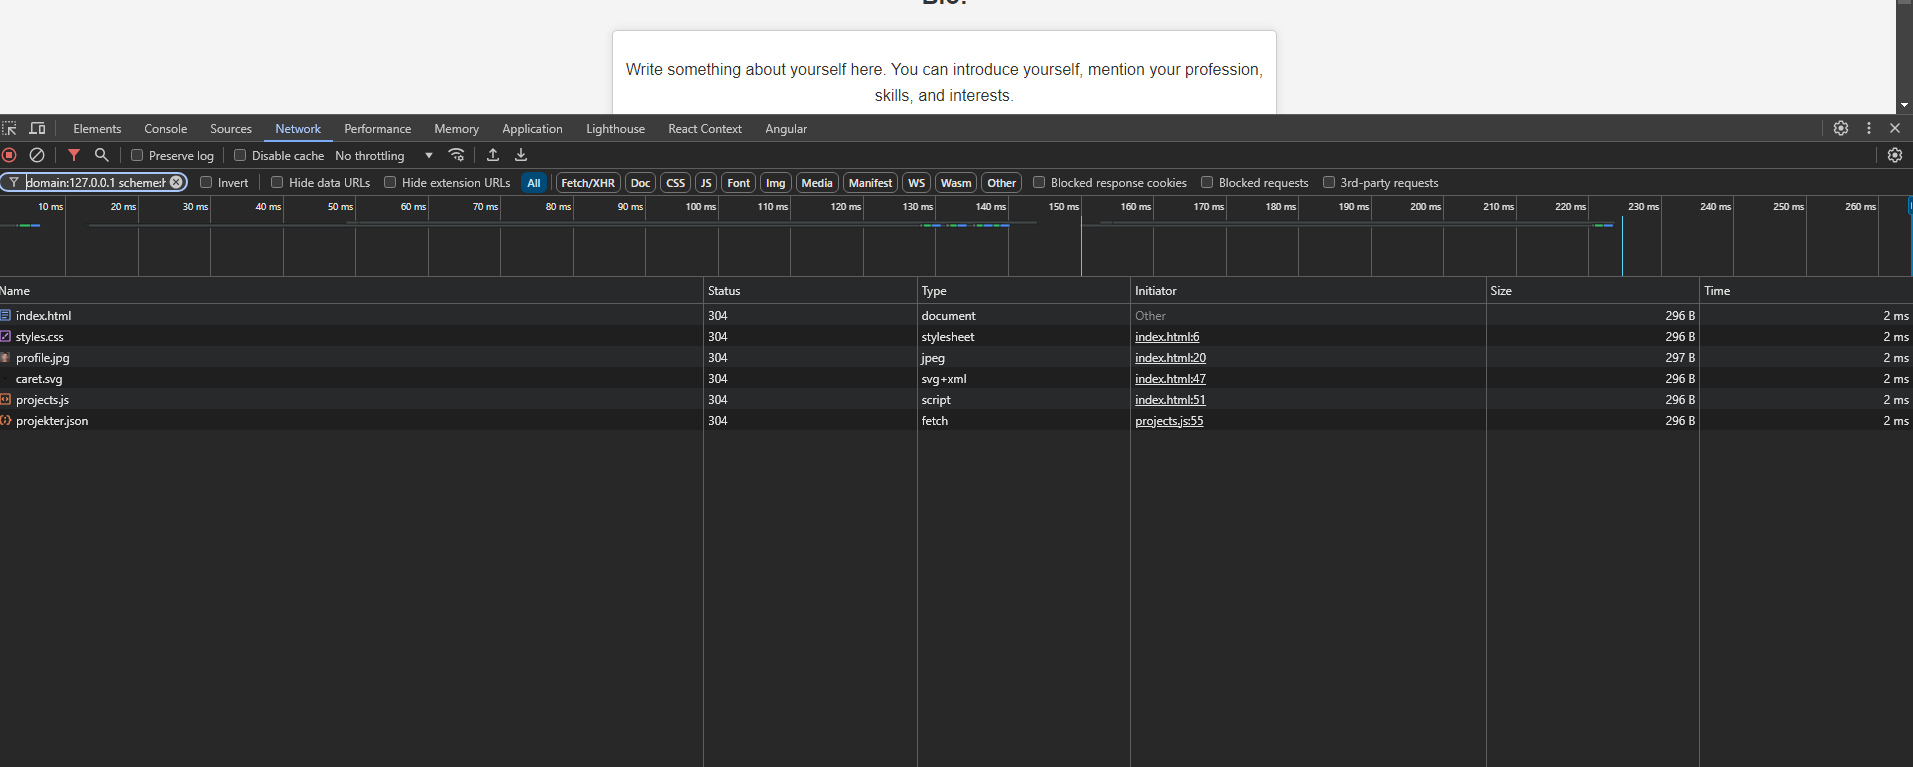 Bio:
Write something about yourself here. You can introduce yourself, mention your profession,
skills, and interests.
Elements Console Sources Network Performance Memory Application Lighthouse React Context Angular
Preserve log Disable cache No throttling
domain:127.0.0.1 scheme:h Invert Hide data URLs Hide extension URLs All Fetch/XHR Doc CSS JS Font Img Media Manifest WS Wasm Other Blocked response cookies Blocked requests 3rd-party requests
10 ms 20 ms 30 ms 40 ms 50 ms 60 ms 70 ms 80 ms 90 ms 100 ms 110 ms 120 ms 130 ms 140 ms 150 ms 160 ms 170 ms 180 ms 190 ms 200 ms 210 ms 220 ms 230 ms 240 ms 250 ms 260 ms
Name Status Type Initiator Size Time
index.html 304 document Other 296 B 2 ms
styles.css 304 stylesheet index.html:6 296 B 2 ms
profile.jpg 304 jpeg index.html:20 297 B 2 ms
caret.svg 304 svg+xml index.html:47 296 B 2 ms
projects.js 304 script index.html:51 296 B 2 ms
projekter.json 304 fetch projects.js:55 296 B 2 ms